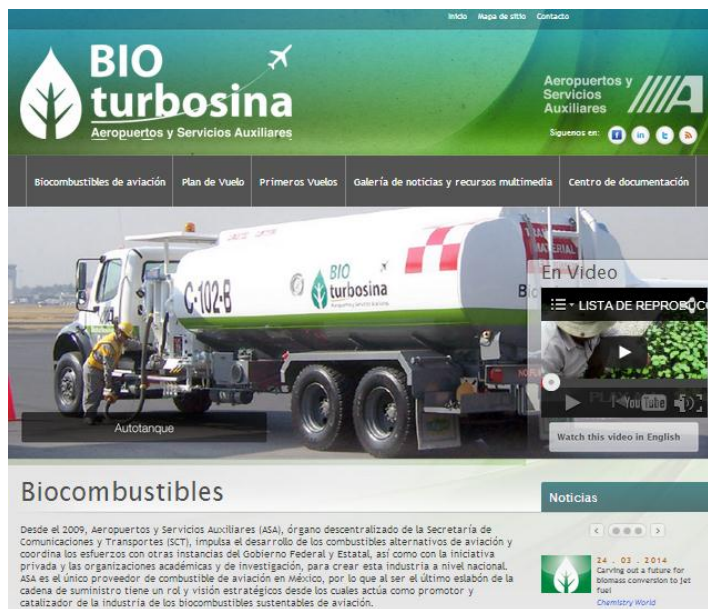 Inicio Mapa de sitio Contacto
BIO
turbosina
Aeropuertos y Servicios Auxiliares
Aeropuertos y
Servicios
Auxiliares
Síguenos en:
Biocombustibles de aviación Plan de Vuelo Primeros Vuelos Galería de noticias y recursos multimedia Centro de documentación
C-102-B
BIO
turbosina
Aeropuertos y Servicios Auxiliares
MATERIAL
En Video
LISTA DE REPRODUCC
YouTube
Autotanque
Watch this video in English
Biocombustibles
Desde el 2009, Aeropuertos y Servicios Auxiliares (ASA), órgano descentralizado de la Secretaría de
Comunicaciones y Transportes (SCT), impulsa el desarrollo de los combustibles alternativos de aviación y
coordina los esfuerzos con otras instancias del Gobierno Federal y Estatal, así como con la iniciativa
privada y las organizaciones académicas y de investigación, para crear esta industria a nivel nacional.
ASA es el único proveedor de combustible de aviación en México, por lo que al ser el último eslabón de la
cadena de suministro tiene un rol y visión estratégicos desde los cuales actúa como promotor y
catalizador de la industria de los biocombustibles sustentables de aviación.
Noticias
24 . 03 . 2014
Carving out a future for
biomass conversion to jet
fuel
Chemistry World